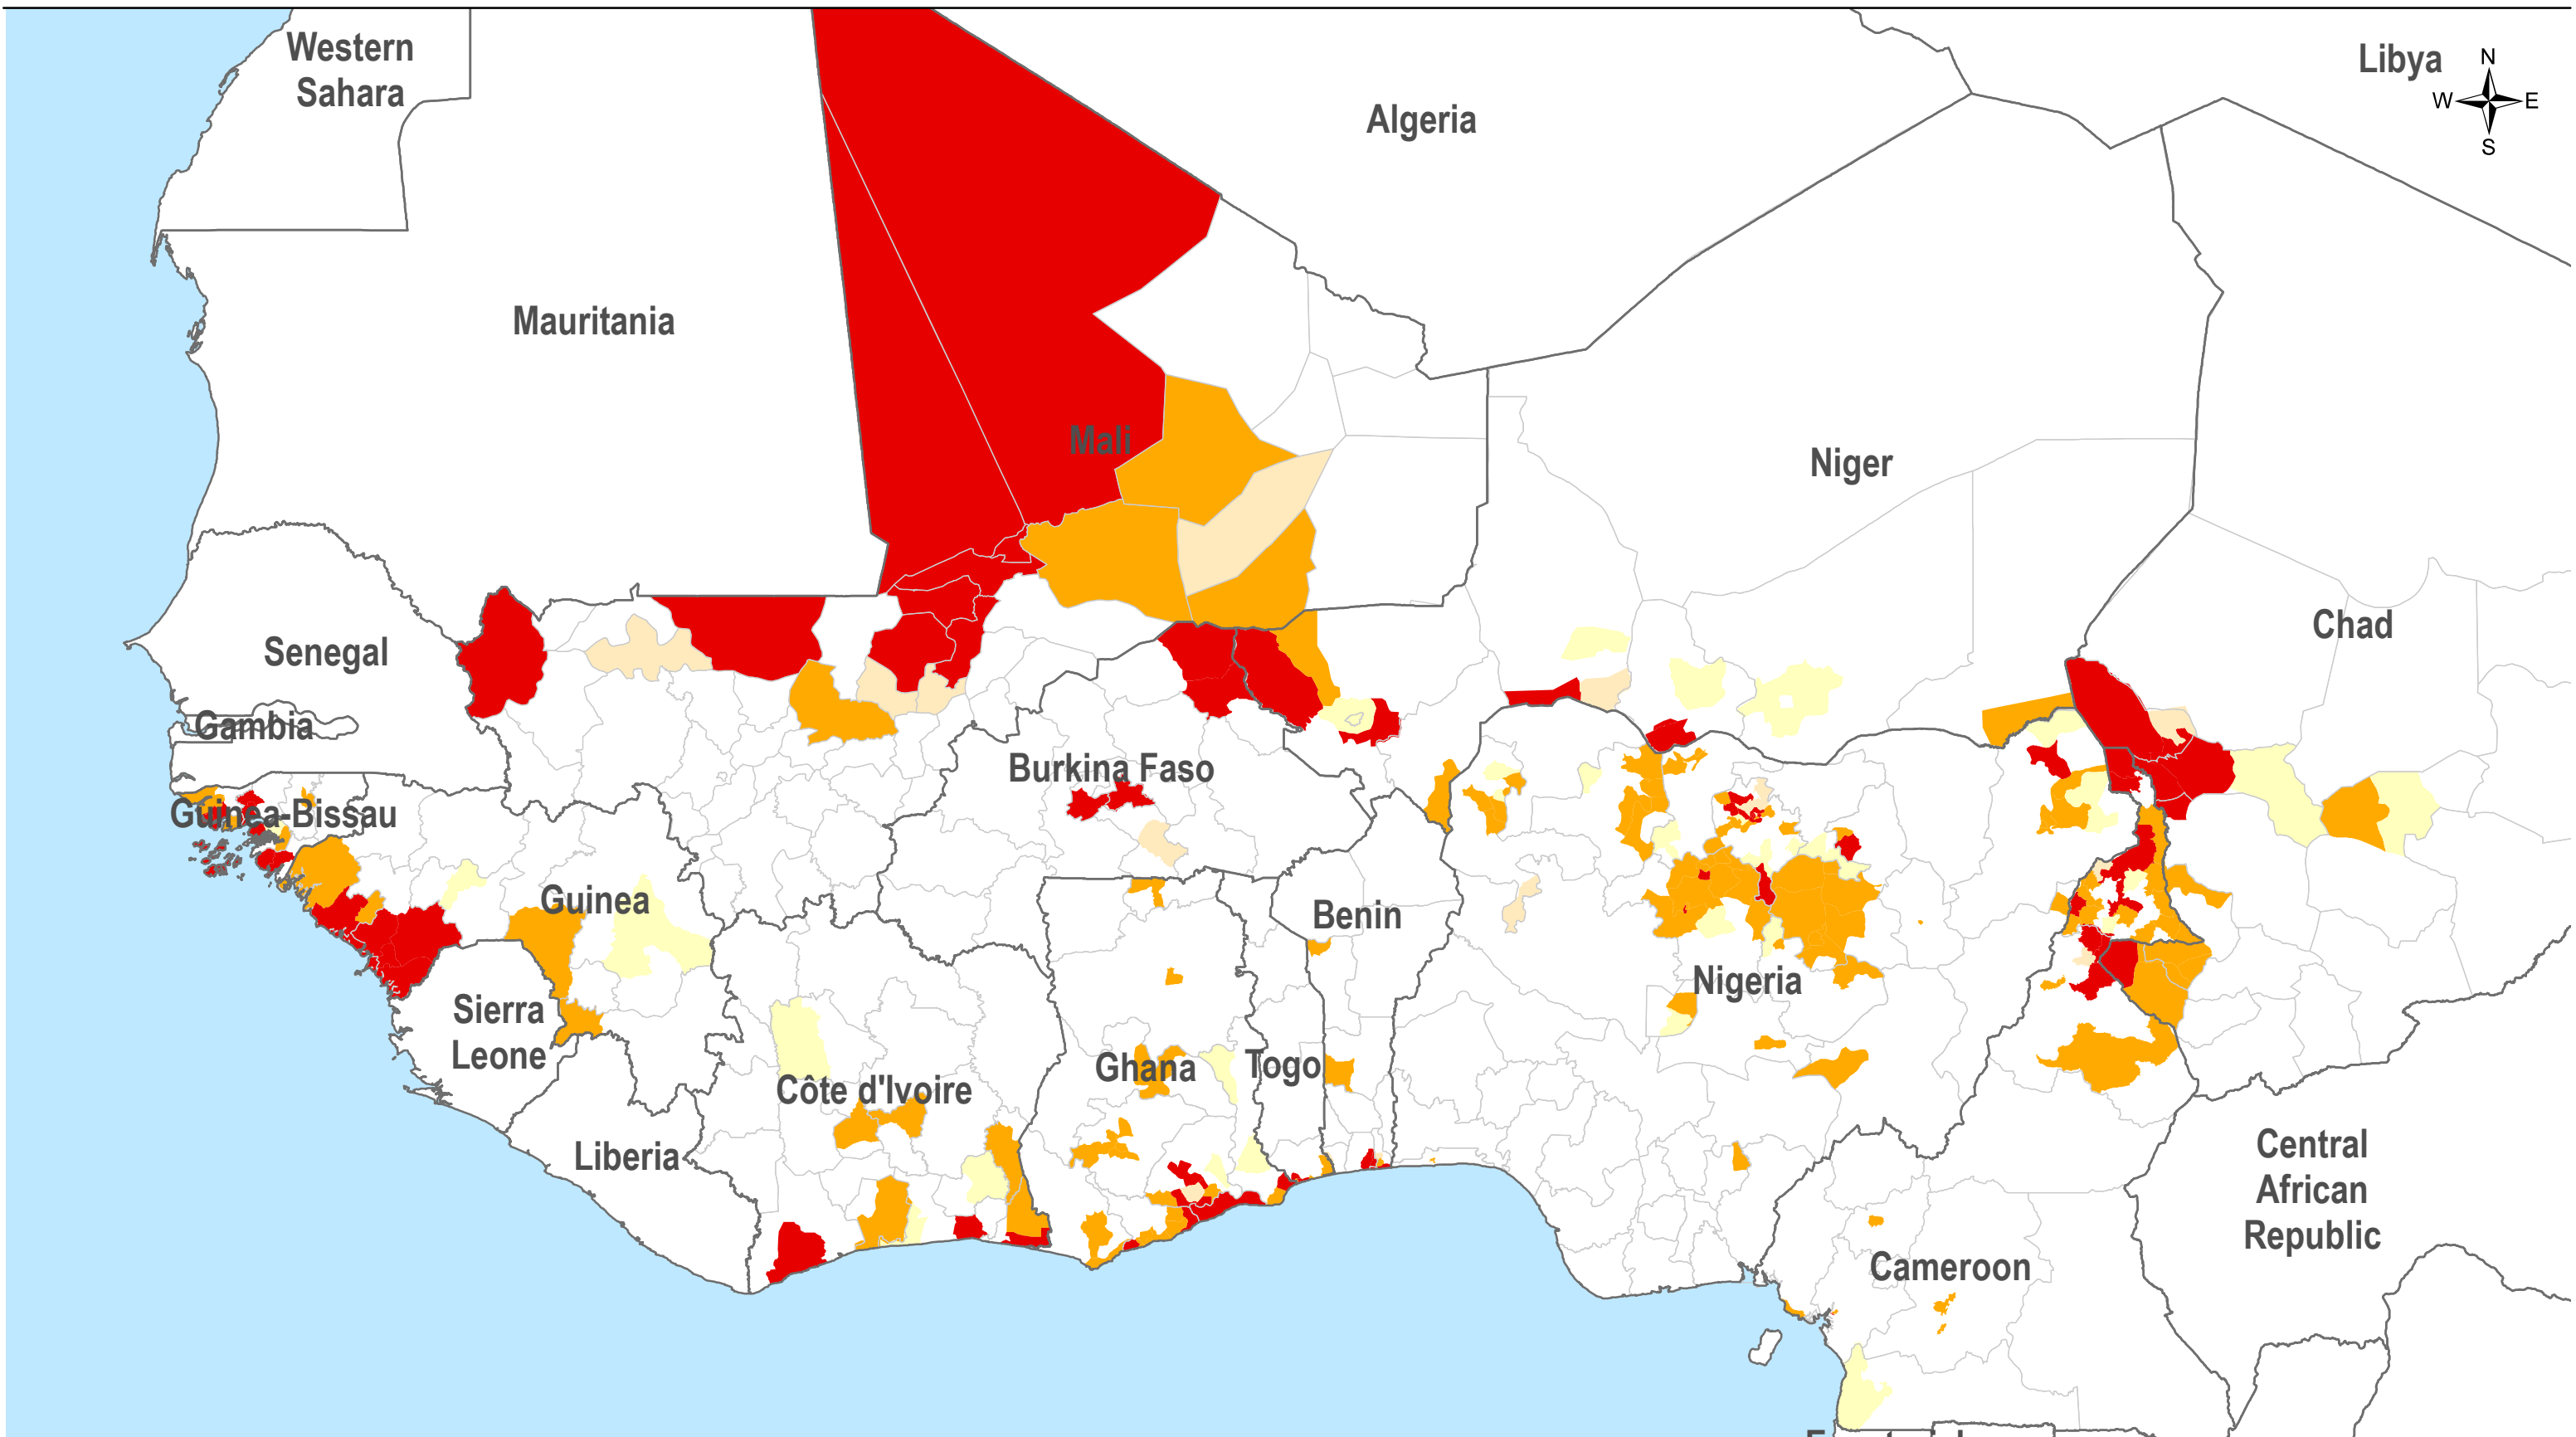 Western
Sahara
Algeria
Libya
N
W E
S
Mauritania
Mali
Niger
Chad
Senegal
Gambia
Burkina Faso
Guinea-Bissau
Guinea
Benin
Nigeria
Sierra
Leone
Ghana
Togo
Côte d'Ivoire
Liberia
Central
African
Republic
Cameroon